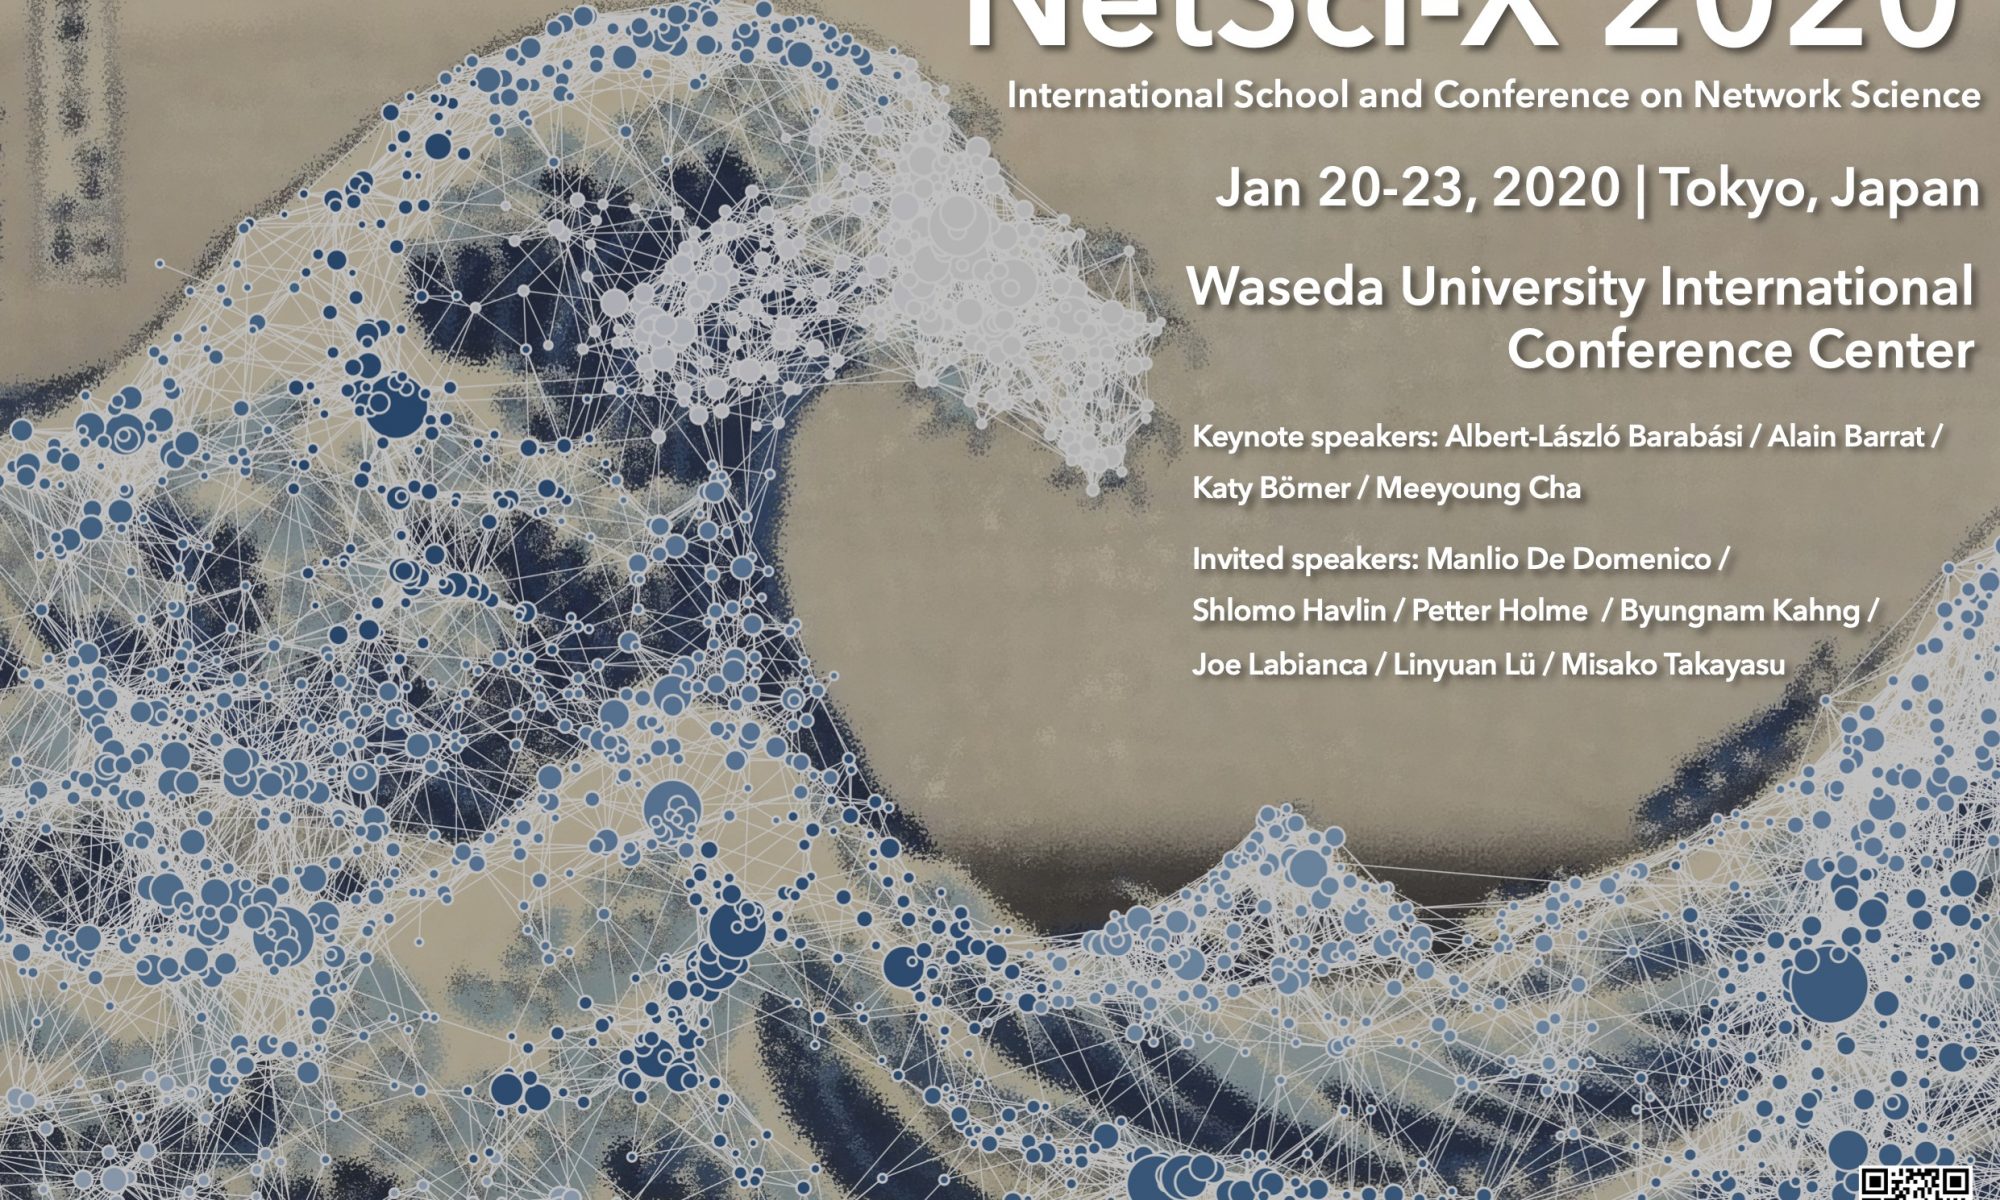 NetSci-X 2020
International School and Conference on Network Science
Jan 20-23, 2020 | Tokyo, Japan
Waseda University International
Conference Center
Keynote speakers: Albert-László Barabási / Alain Barrat /
Katy Börner / Meeyoung Cha
Invited speakers: Manlio De Domenico /
Shlomo Havlin / Petter Holme  / Byungnam Kahng /
Joe Labianca / Linyuan Lü / Misako Takayasu